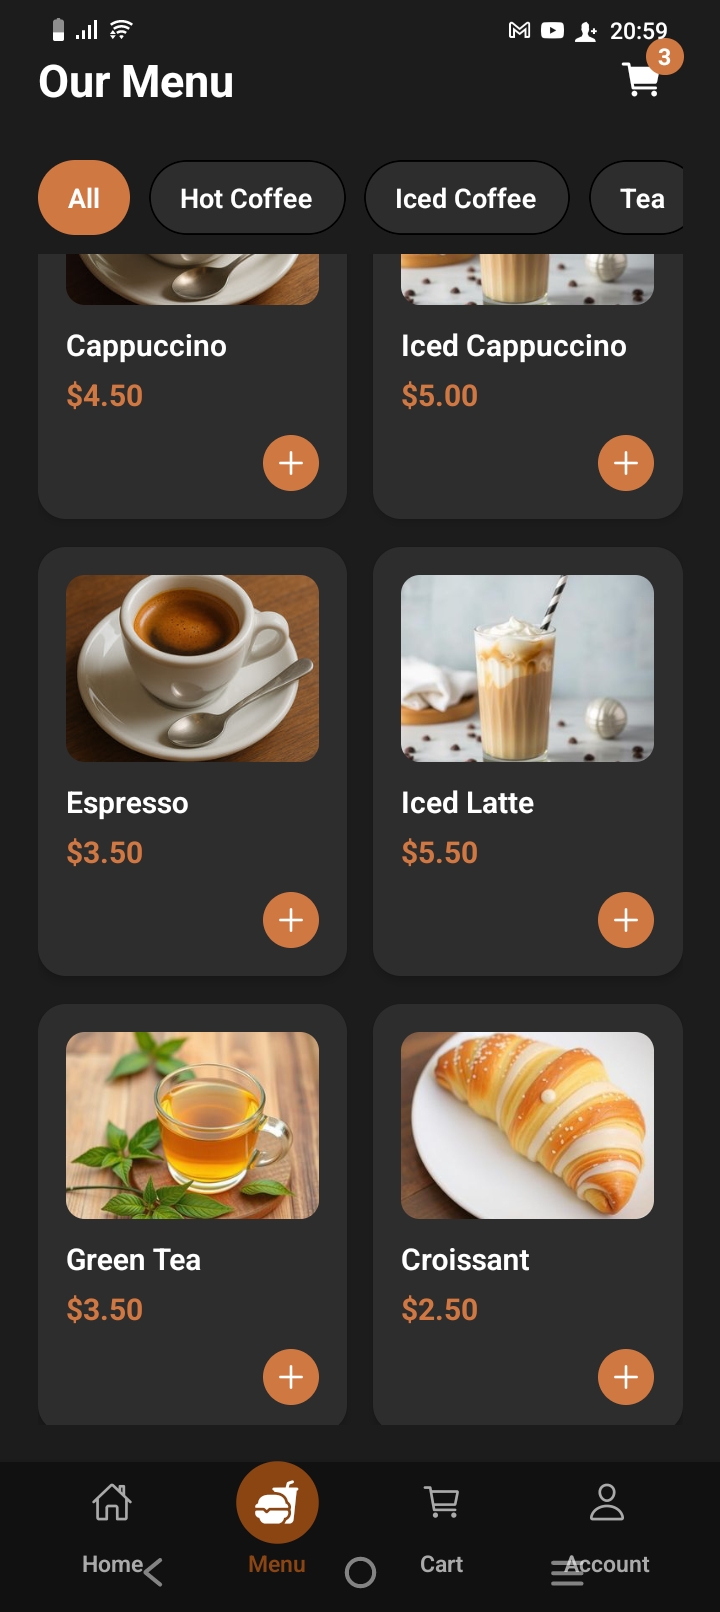 20:59
Our Menu
3
All Hot Coffee Iced Coffee Tea
Cappuccino Iced Cappuccino
$4.50 $5.00
Espresso Iced Latte
$3.50 $5.50
Green Tea Croissant
$3.50 $2.50
Home Menu Cart Account